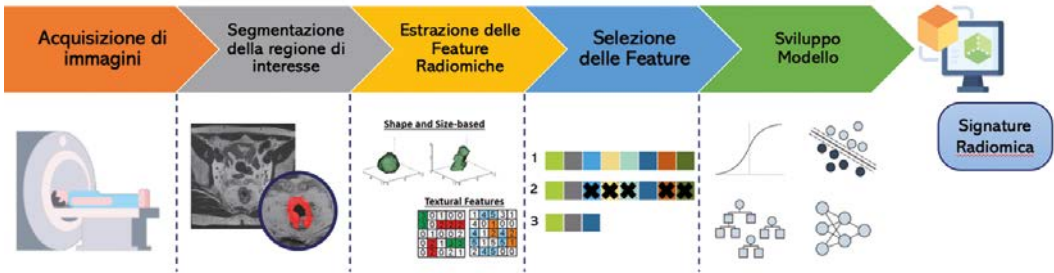 Acquisizione di
immagini
Segmentazione
della regione di
interesse
Estrazione delle
Feature
Radiomiche
Selezione
delle Feature
Sviluppo
Modello
Signature
Radiomica
Shape and Size-based
Textural Features
1
2
3